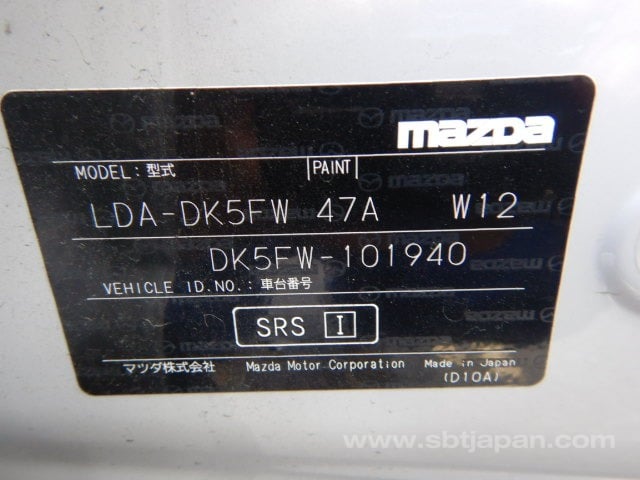 mazda
MODEL:型式 PAINT
LDA-DK5FW 47A W12
DK5FW-101940
VEHICLE ID.NO.:車台番号
SRS I
マツダ株式会社 Mazda Motor Corporation Made in Japan
(D10A)
www.sbtjapan.com